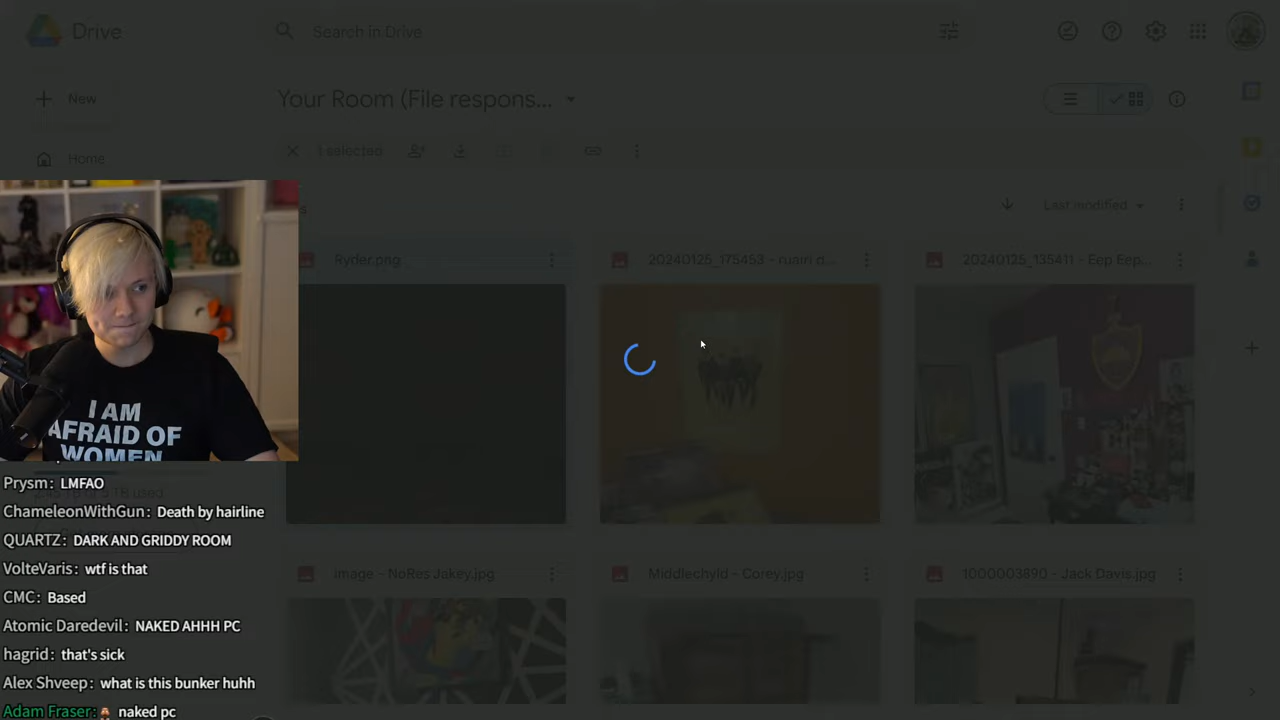 Drive
Search in Drive
New
Your Room (File respons...
Home
1 selected
Last modified
Ryder.png
20240125_175453 - ruairi d...
20240125_135411 - Eep Eep...
I AM
AFRAID OF
WOMEN
Prysm: LMFAO
used
ChameleonWithGun: Death by hairline
QUARTZ: DARK AND GRIDDY ROOM
VolteVaris: wtf is that
CMC: Based
Atomic Daredevil: NAKED AHHH PC
hagrid: that's sick
Alex Shveep: what is this bunker huhh
Adam Fraser: naked pc
Image - NoRes Jakey.jpg
Middlechyld - Corey.jpg
1000003890 - Jack Davis.jpg